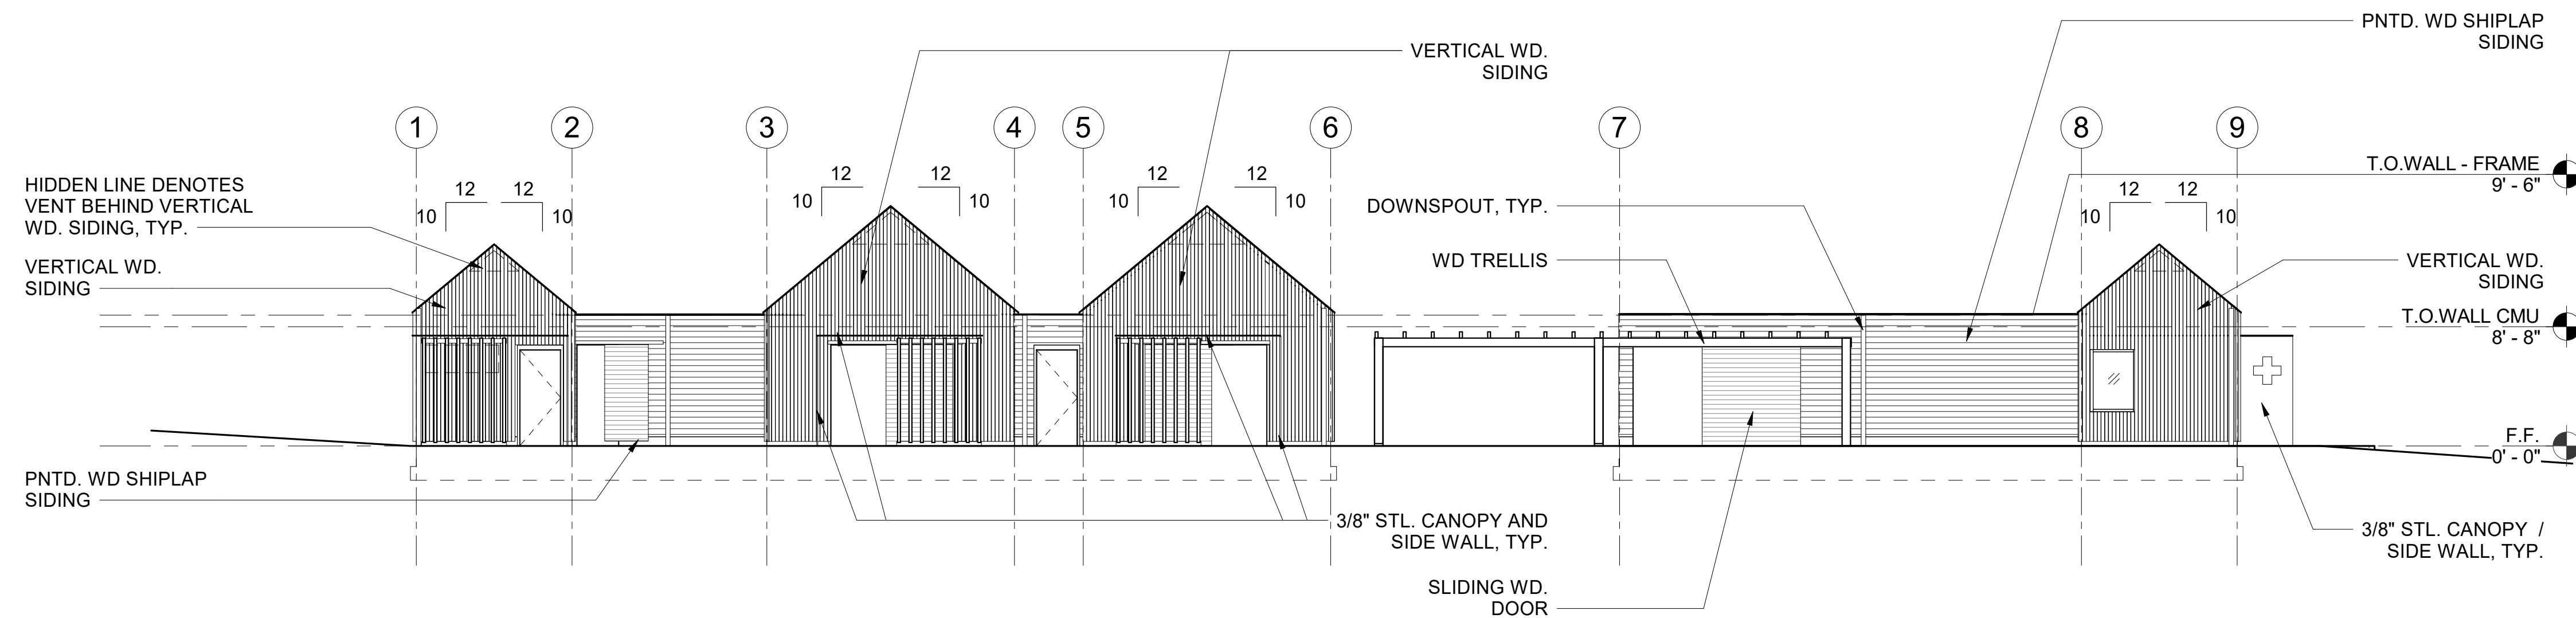 PNTD. WD SHIPLAP
SIDING
VERTICAL WD.
SIDING
1
2
3
4
5
6
7
8
9
T.O.WALL - FRAME
9' - 6"
HIDDEN LINE DENOTES
VENT BEHIND VERTICAL
WD. SIDING, TYP.
12 12
10 10
12 12
10 10
12 12
10 10
12 12
10 10
DOWNSPOUT, TYP.
VERTICAL WD.
SIDING
WD TRELLIS
VERTICAL WD.
SIDING
T.O.WALL CMU
8' - 8"
F.F.
0' - 0"
PNTD. WD SHIPLAP
SIDING
3/8" STL. CANOPY AND
SIDE WALL, TYP.
3/8" STL. CANOPY /
SIDE WALL, TYP.
SLIDING WD.
DOOR